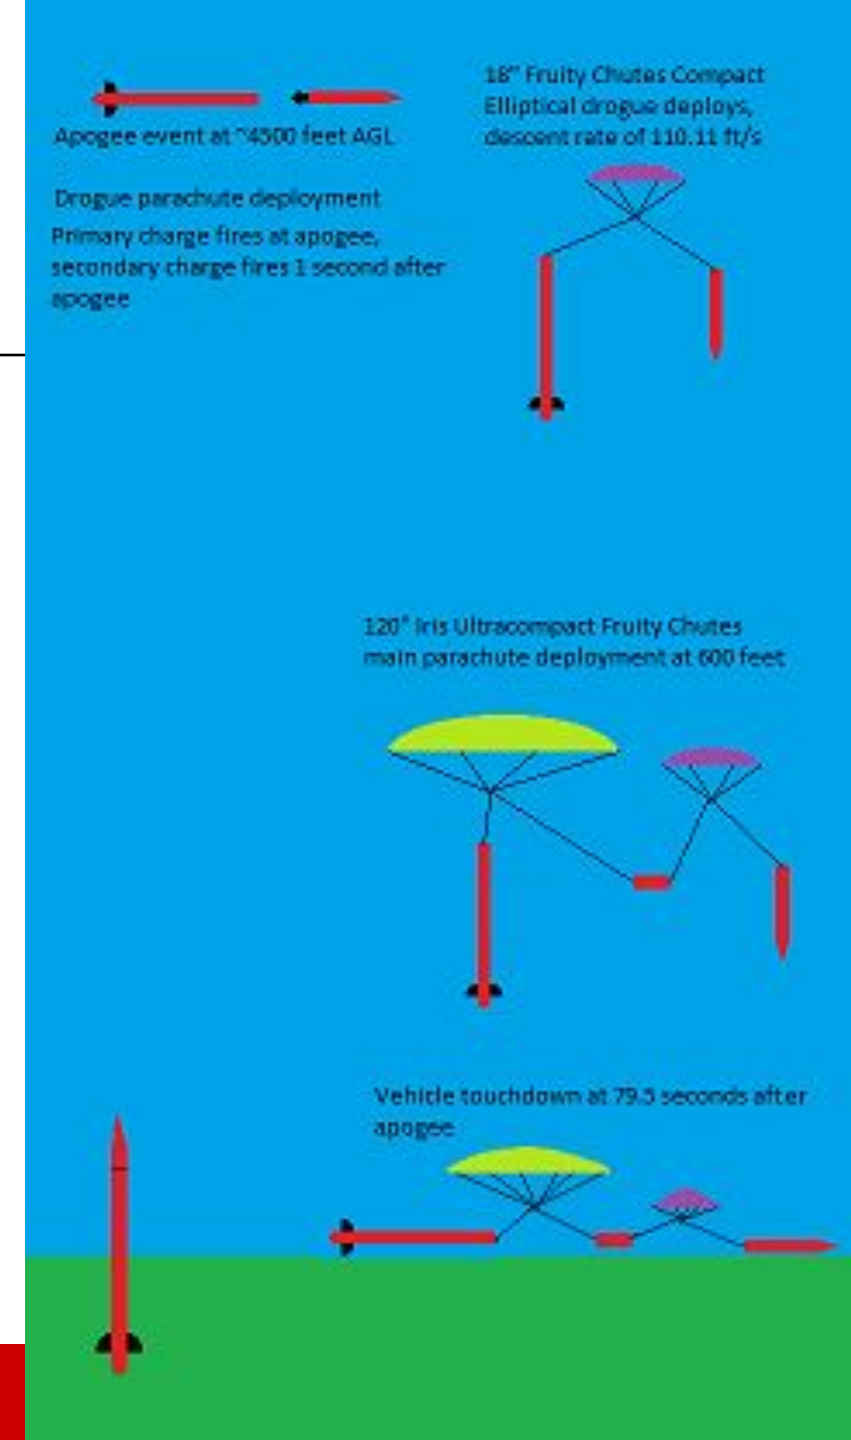 Apogee event at ~4500 feet AGL
Drogue parachute deployment
Primary charge fires at apogee,
secondary charge fires 1 second after
apogee
18" Fruity Chutes Compact
Elliptical drogue deploys,
descent rate of 110.11 ft/s
120" Iris Ultracompact Fruity Chutes
main parachute deployment at 600 feet
Vehicle touchdown at 79.5 seconds after
apogee